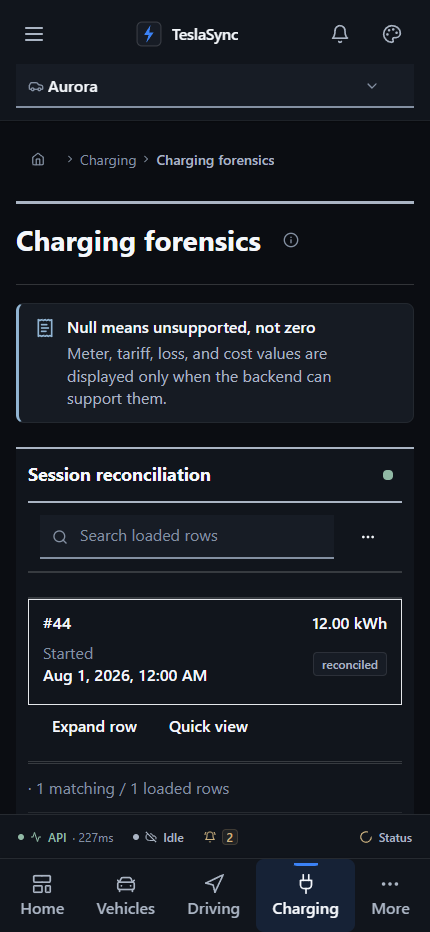 TeslaSync
Aurora
Charging
Charging forensics
Charging forensics
Null means unsupported, not zero
Meter, tariff, loss, and cost values are
displayed only when the backend can
support them.
Session reconciliation
Search loaded rows
#44
12.00 kWh
Started
Aug 1, 2026, 12:00 AM
reconciled
Expand row
Quick view
· 1 matching / 1 loaded rows
API · 227ms
Idle
2
Status
Home
Vehicles
Driving
Charging
More